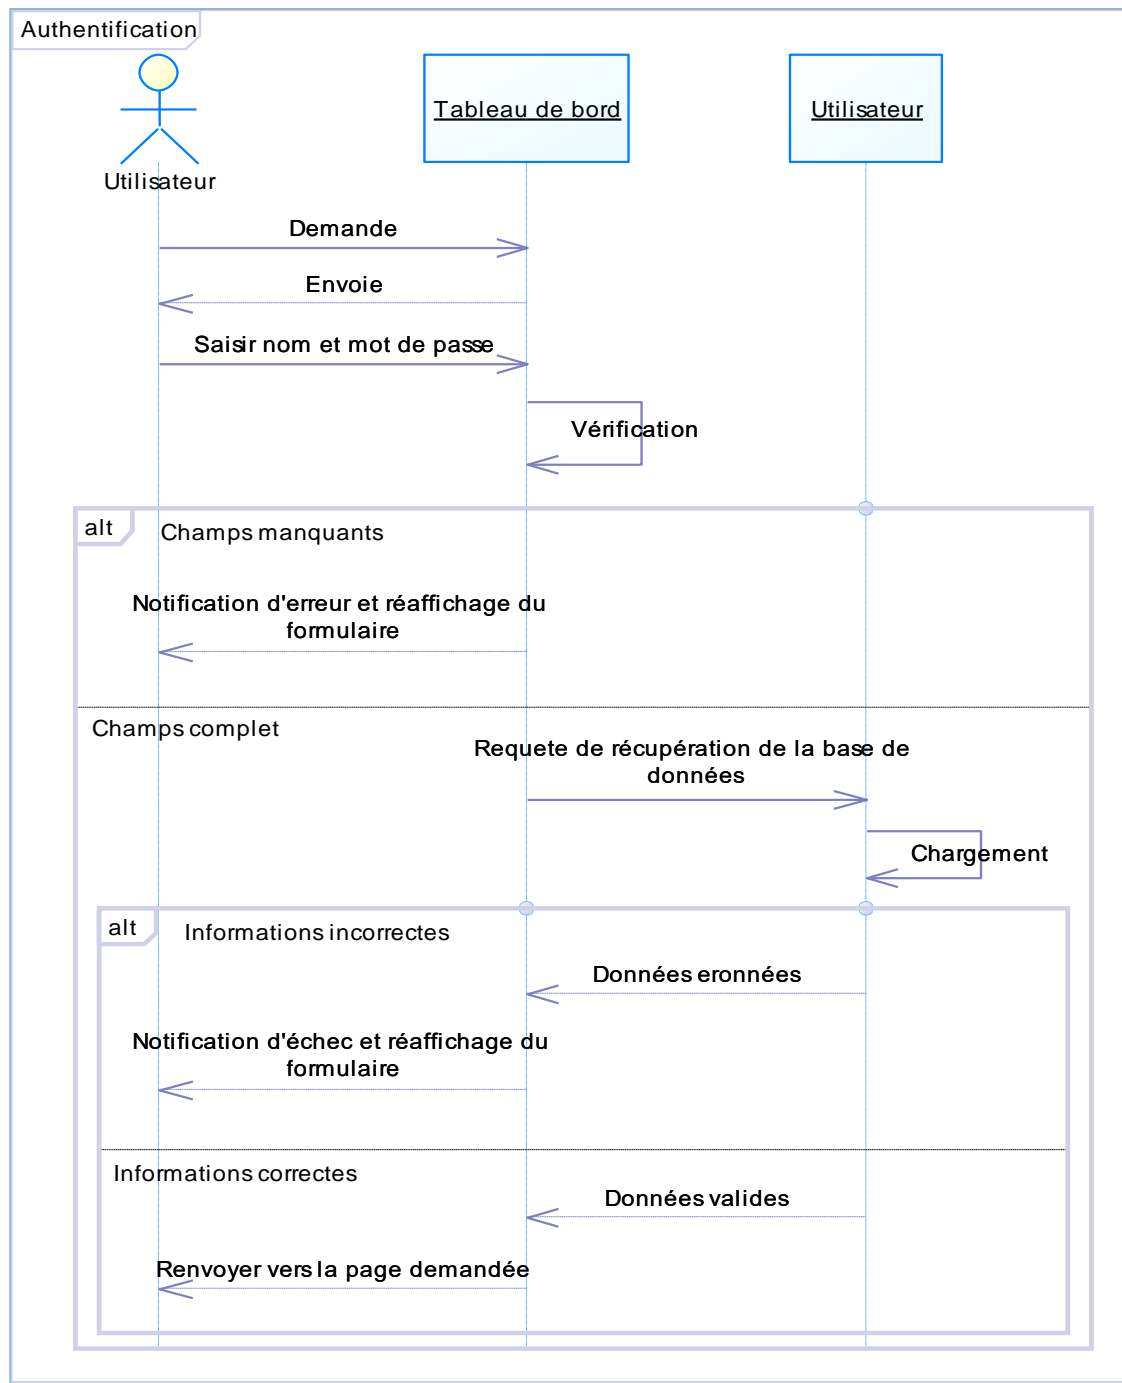 Authentification
Tableau de bord
Utilisateur
Utilisateur
Demande
Envoie
Saisir nom et mot de passe
Vérification
alt
Champs manquants
Notification d'erreur et réaffichage du
formulaire
Champs complet
Requete de récupération de la base de
données
Chargement
alt
Informations incorrectes
Données eronnées
Notification d'échec et réaffichage du
formulaire
Informations correctes
Données valides
Renvoyer vers la page demandée